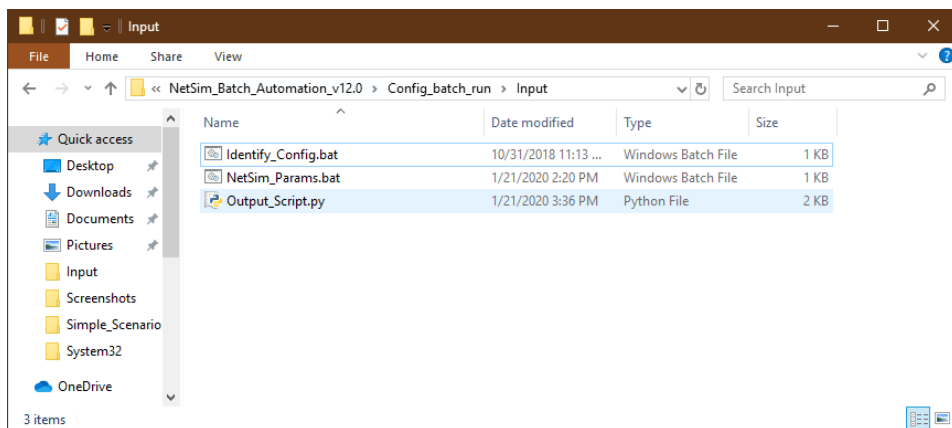 Input
File Home Share View
« NetSim_Batch_Automation_v12.0 > Config_batch_run > Input Search Input
Name Date modified Type Size
Quick access
Desktop
Downloads
Documents
Pictures
Input
Screenshots
Simple_Scenario
System32
OneDrive
Identify_Config.bat 10/31/2018 11:13 ... Windows Batch File 1 KB
NetSim_Params.bat 1/21/2020 2:20 PM Windows Batch File 1 KB
Output_Script.py 1/21/2020 3:36 PM Python File 2 KB
3 items